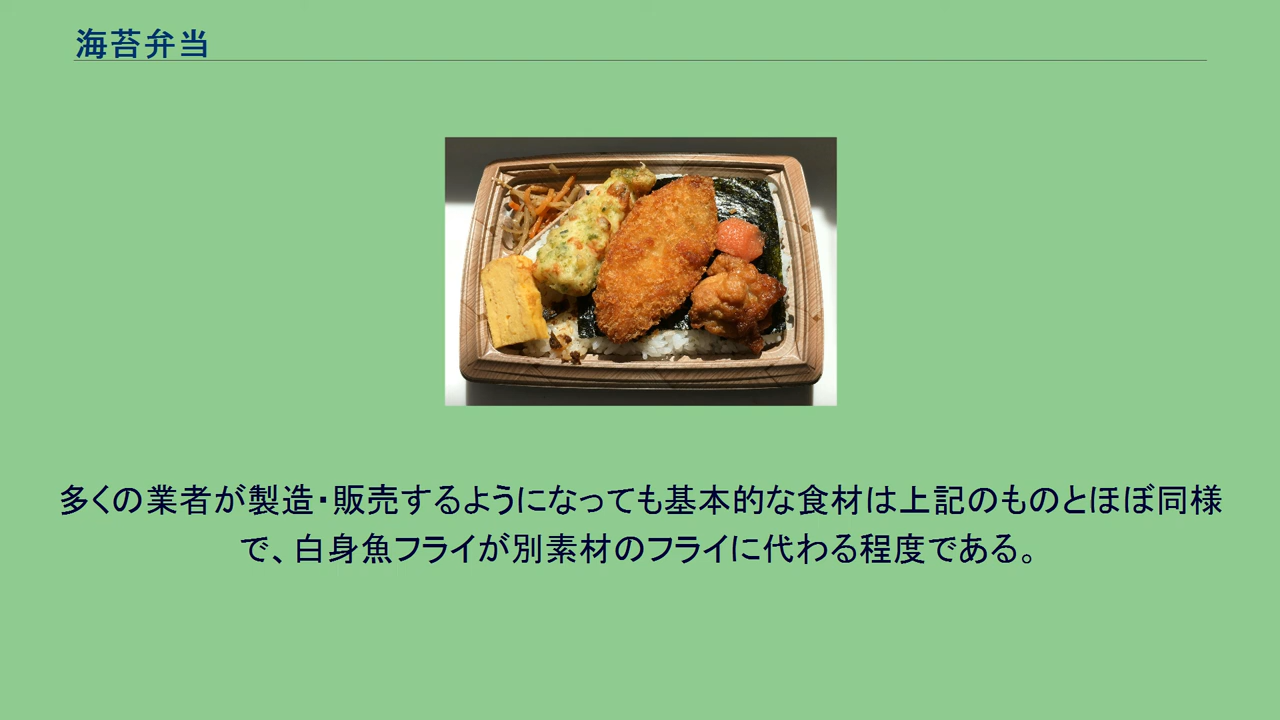 海苔弁当
多くの業者が製造・販売するようになっても基本的な食材は上記のものとほぼ同様
で、白身魚フライが別素材のフライに代わる程度である。